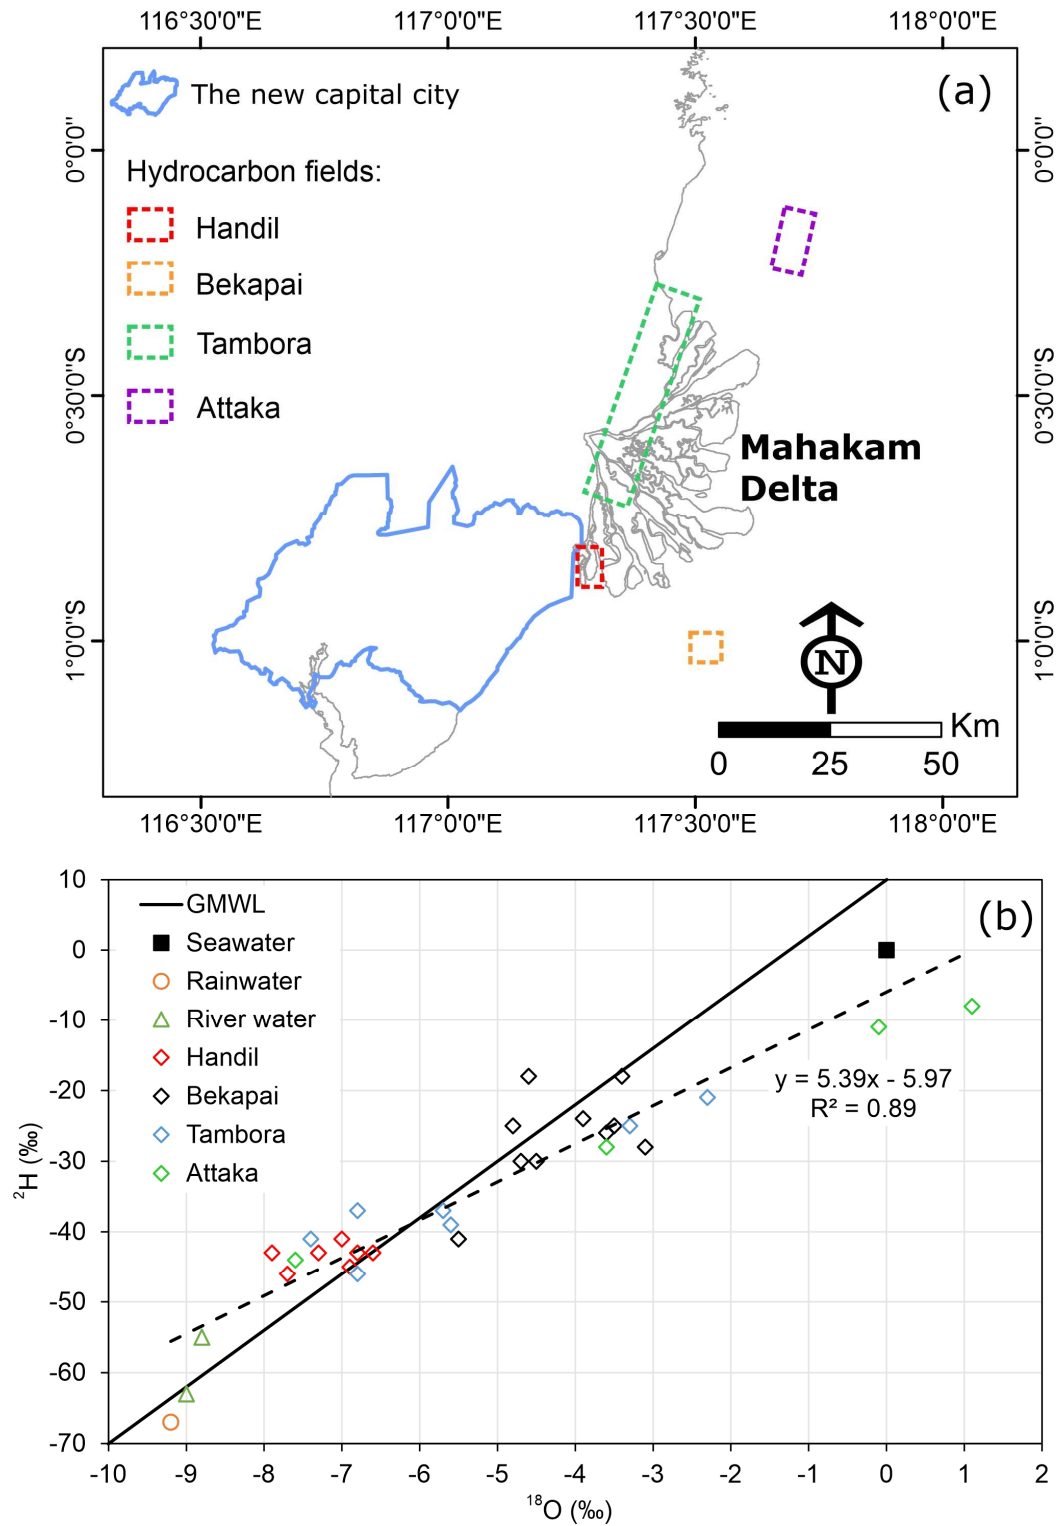 116°30'0"E 117°0'0"E 117°30'0"E 118°0'0"E
The new capital city
(a)
0°0'0"
0°0'0"
Hydrocarbon fields:
Handil
Bekapai
Tambora
Attaka
0°30'0"S
0°30'0"S
Mahakam
Delta
1°0'0"S
1°0'0"S
N
Km
0 25 50
116°30'0"E 117°0'0"E 117°30'0"E 118°0'0"E
(b)
GMWL
Seawater
Rainwater
River water
Handil
Bekapai
Tambora
Attaka
y = 5.39x - 5.97
R² = 0.89
10
0
-10
-20
-30
-40
-50
-60
-70
²H (‰)
-10 -9 -8 -7 -6 -5 -4 -3 -2 -1 0 1 2
¹⁸O (‰)